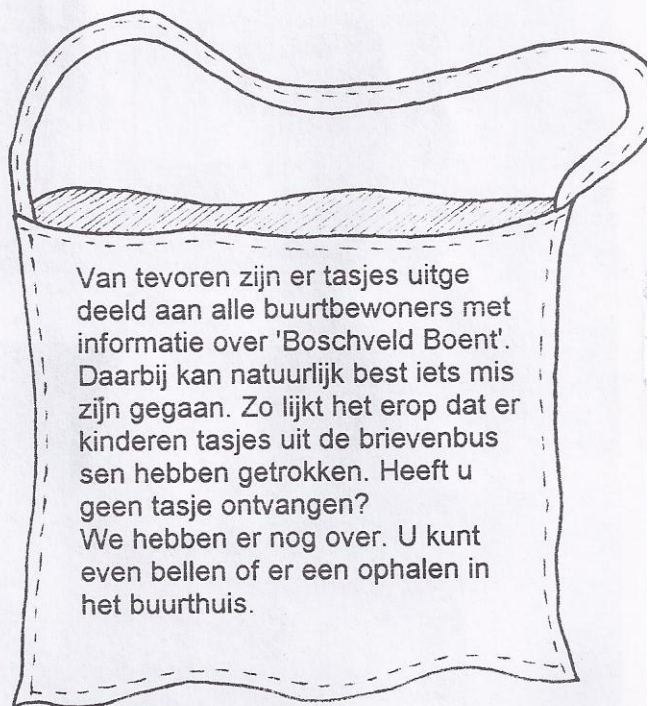 Van tevoren zijn er tasjes uitge
deeld aan alle buurtbewoners met
informatie over 'Boschveld Boent'.
Daarbij kan natuurlijk best iets mis
zijn gegaan. Zo lijkt het erop dat er
kinderen tasjes uit de brievenbus
sen hebben getrokken. Heeft u
geen tasje ontvangen?
We hebben er nog over. U kunt
even bellen of er een ophalen in
het buurthuis.